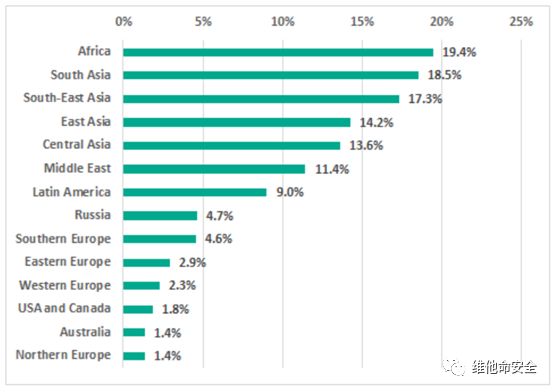 0% 5% 10% 15% 20% 25%
Africa 19.4%
South Asia 18.5%
South-East Asia 17.3%
East Asia 14.2%
Central Asia 13.6%
Middle East 11.4%
Latin America 9.0%
Russia 4.7%
Southern Europe 4.6%
Eastern Europe 2.9%
Western Europe 2.3%
USA and Canada 1.8%
Australia 1.4%
Northern Europe 1.4%
维他命安全